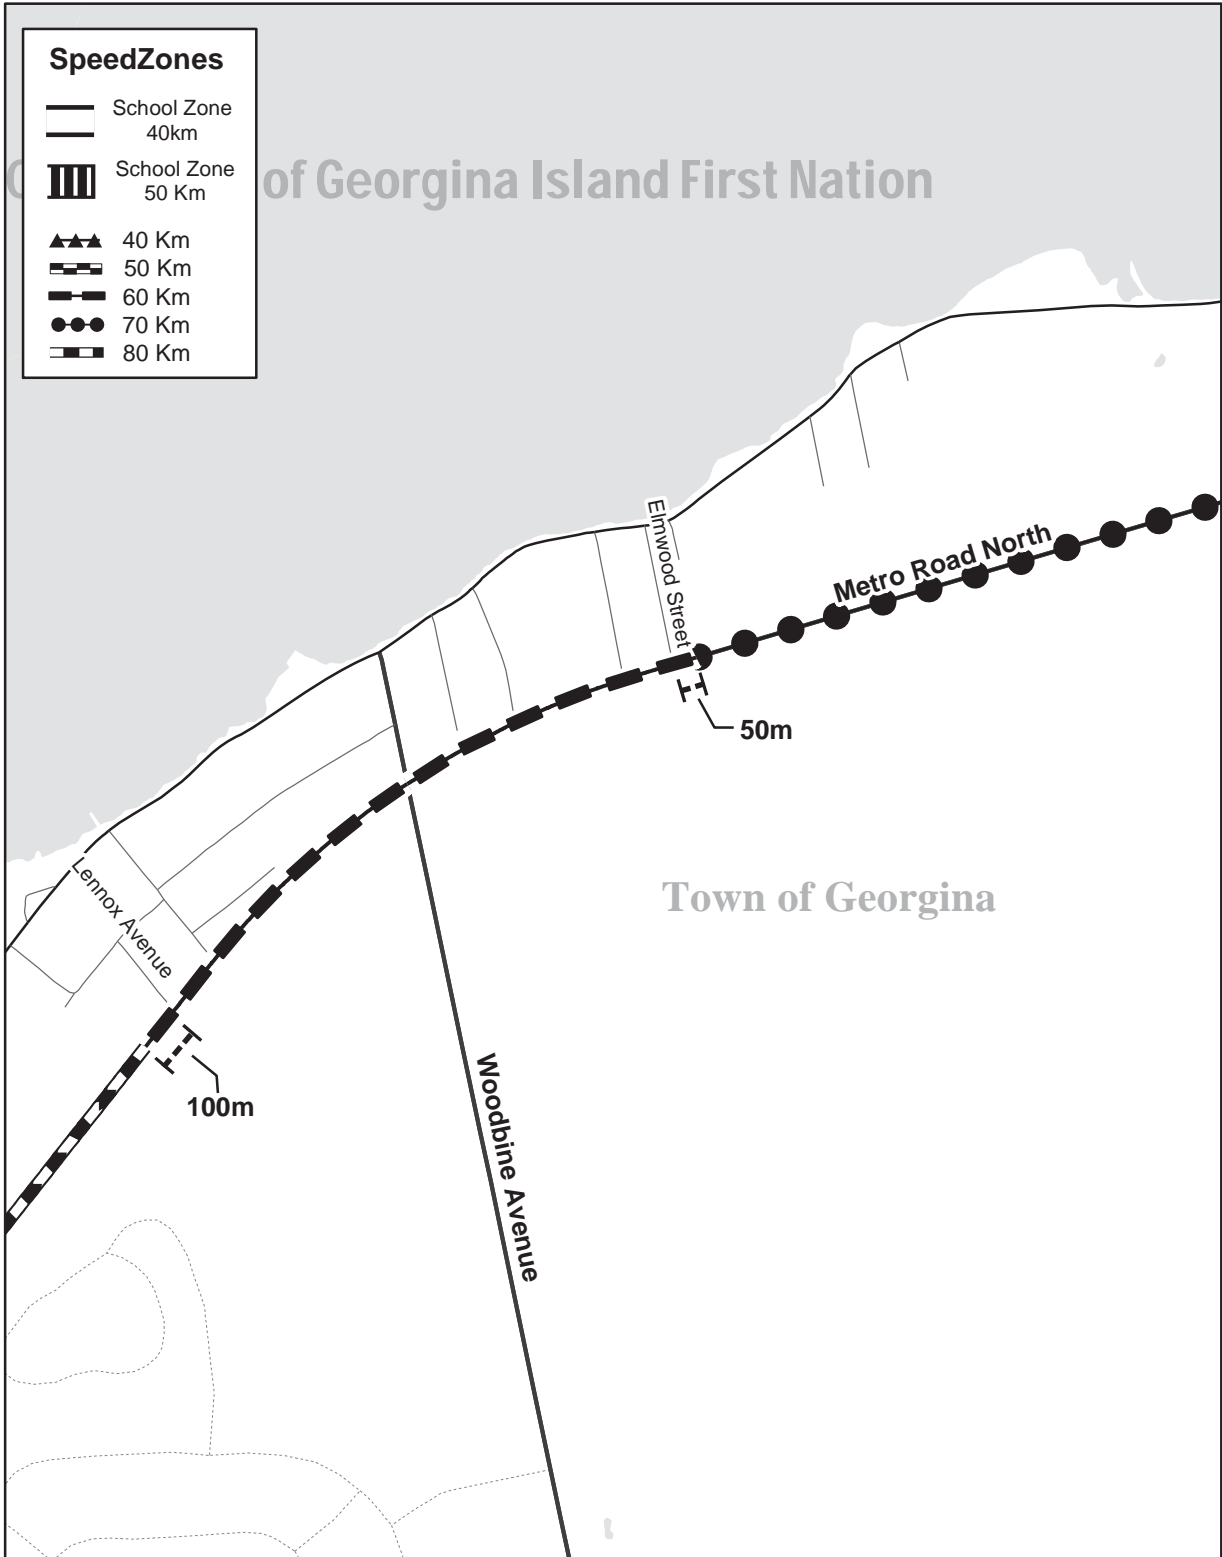 SpeedZones
School Zone
40km
School Zone
50 Km
40 Km
50 Km
60 Km
70 Km
80 Km
of Georgina Island First Nation
Elmwood Street
Metro Road North
50m
Lennox Avenue
Town of Georgina
100m
Woodbine Avenue